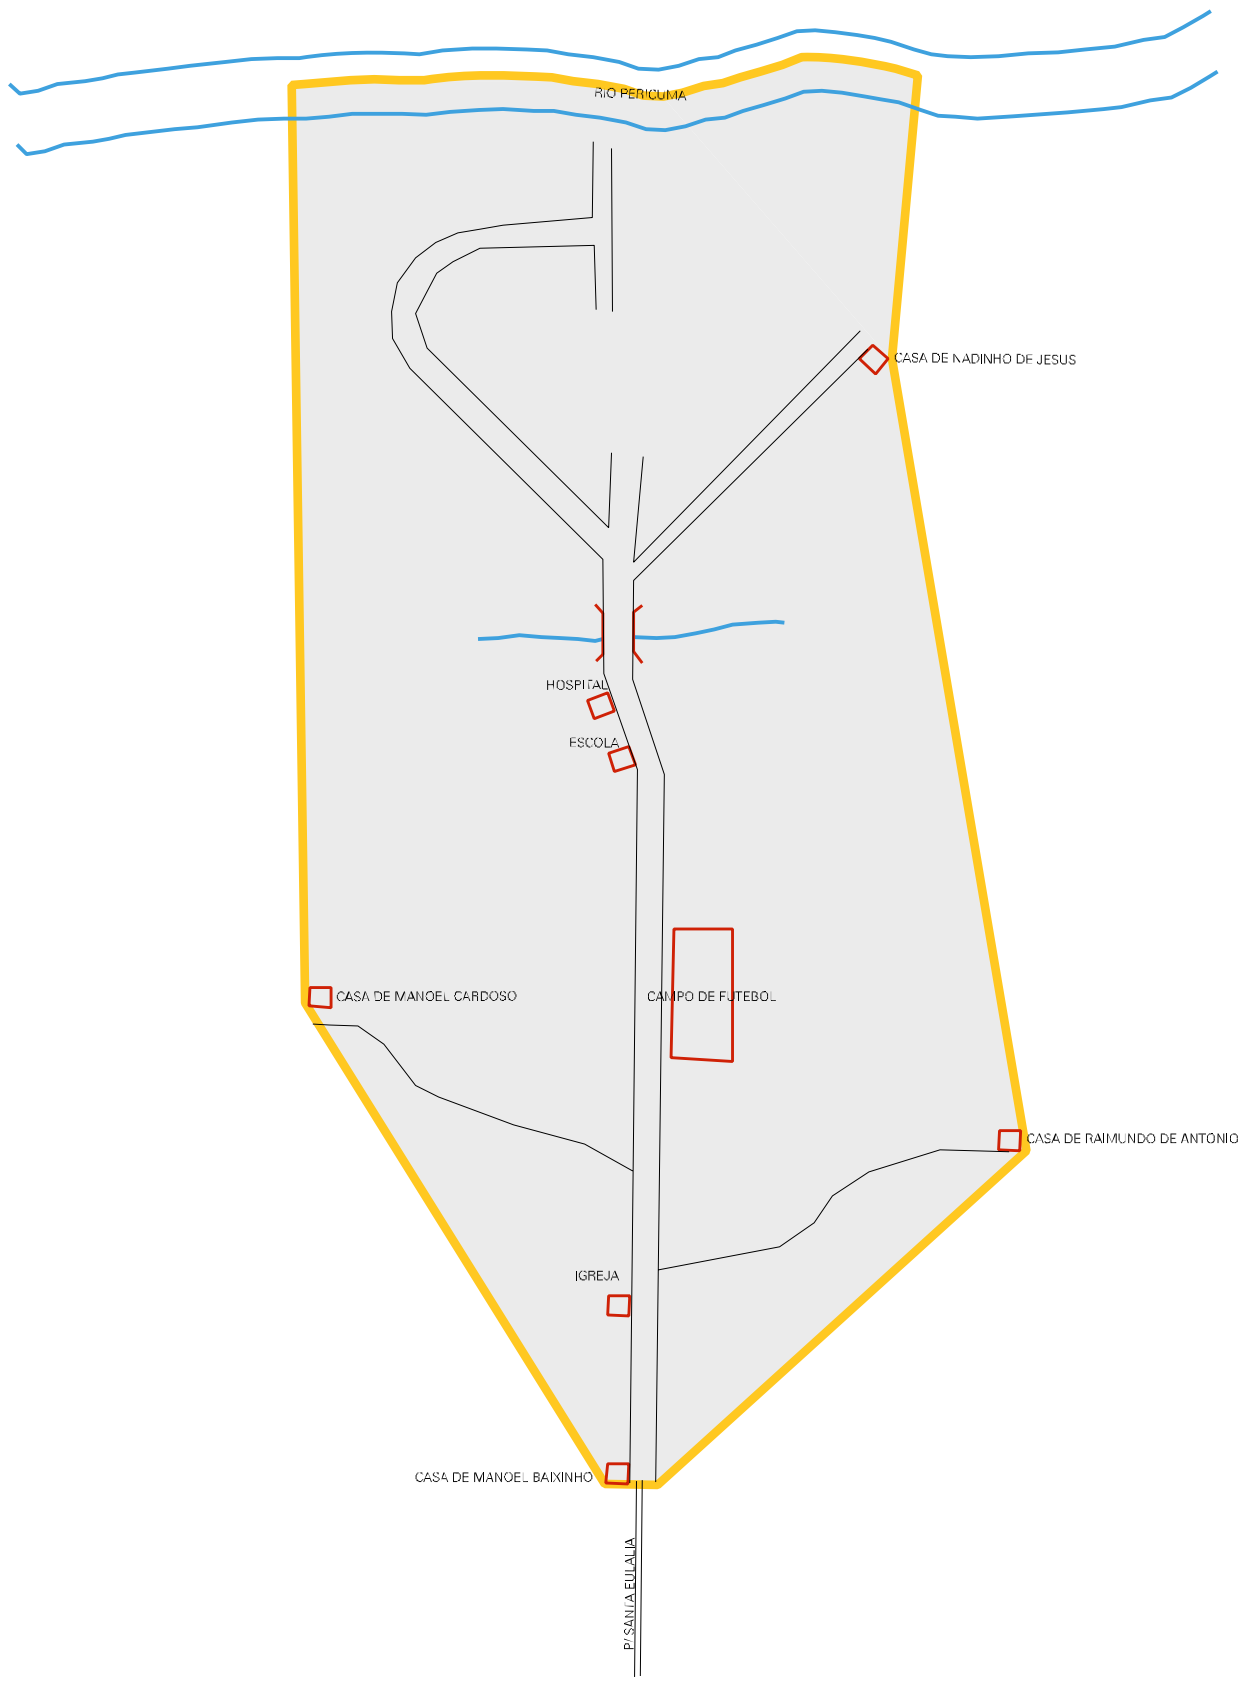 RIO PERICUMA
CASA DE NADINHO DE JESUS
HOSPITAL
ESCOLA
CASA DE MANOEL CARDOSO
CAMPO DE FUTEBOL
CASA DE RAIMUNDO DE ANTONIO
IGREJA
CASA DE MANOEL BAIXINHO
P/ SANTA EULALIA